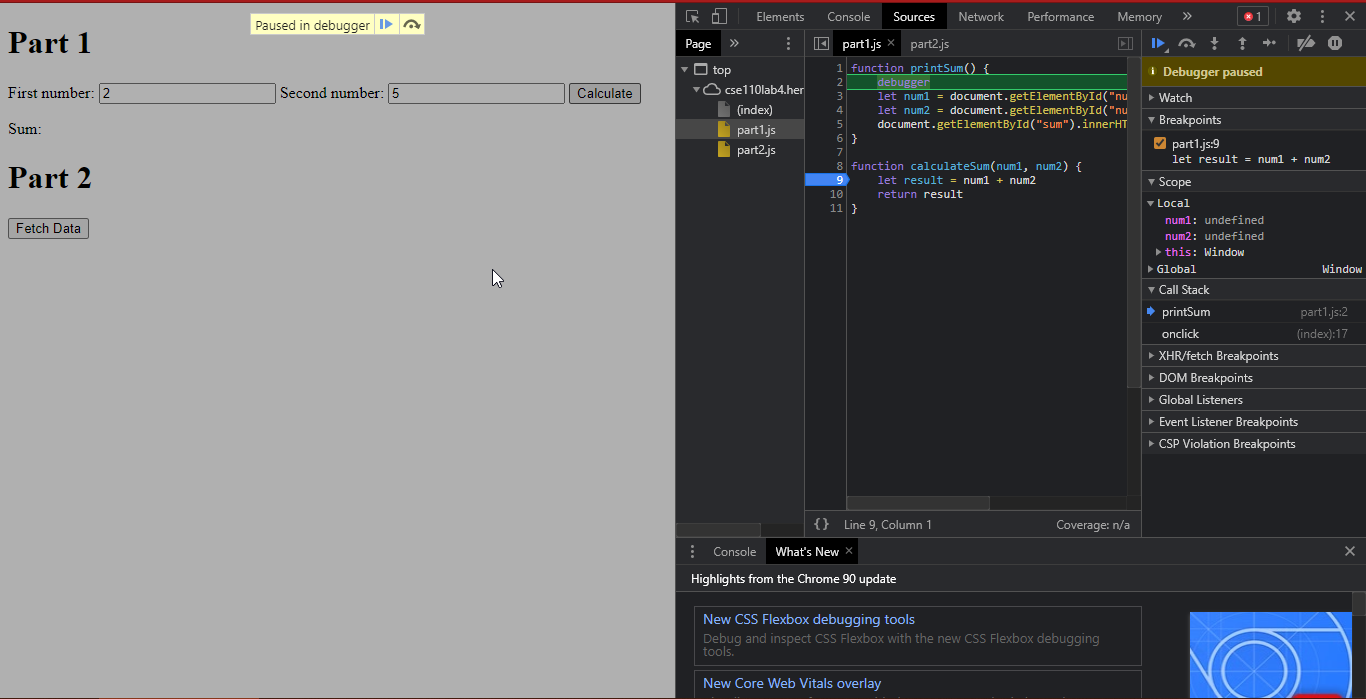 Paused in debugger
Part 1
First number: 2 Second number: 5 Calculate
Sum:
Part 2
Fetch Data
Elements Console Sources Network Performance Memory » 1
Page » part1.js × part2.js
top
cse110lab4.her
(index)
part1.js
part2.js
1 function printSum() {
2 debugger
3 let num1 = document.getElementById("nu
4 let num2 = document.getElementById("nu
5 document.getElementById("sum").innerHT
6 }
7
8 function calculateSum(num1, num2) {
9 let result = num1 + num2
10 return result
11 }
{} Line 9, Column 1 Coverage: n/a
Debugger paused
Watch
Breakpoints
part1.js:9
let result = num1 + num2
Scope
Local
num1: undefined
num2: undefined
this: Window
Global Window
Call Stack
printSum part1.js:2
onclick (index):17
XHR/fetch Breakpoints
DOM Breakpoints
Global Listeners
Event Listener Breakpoints
CSP Violation Breakpoints
Console What's New ×
Highlights from the Chrome 90 update
New CSS Flexbox debugging tools
Debug and inspect CSS Flexbox with the new CSS Flexbox debugging
tools.
New Core Web Vitals overlay